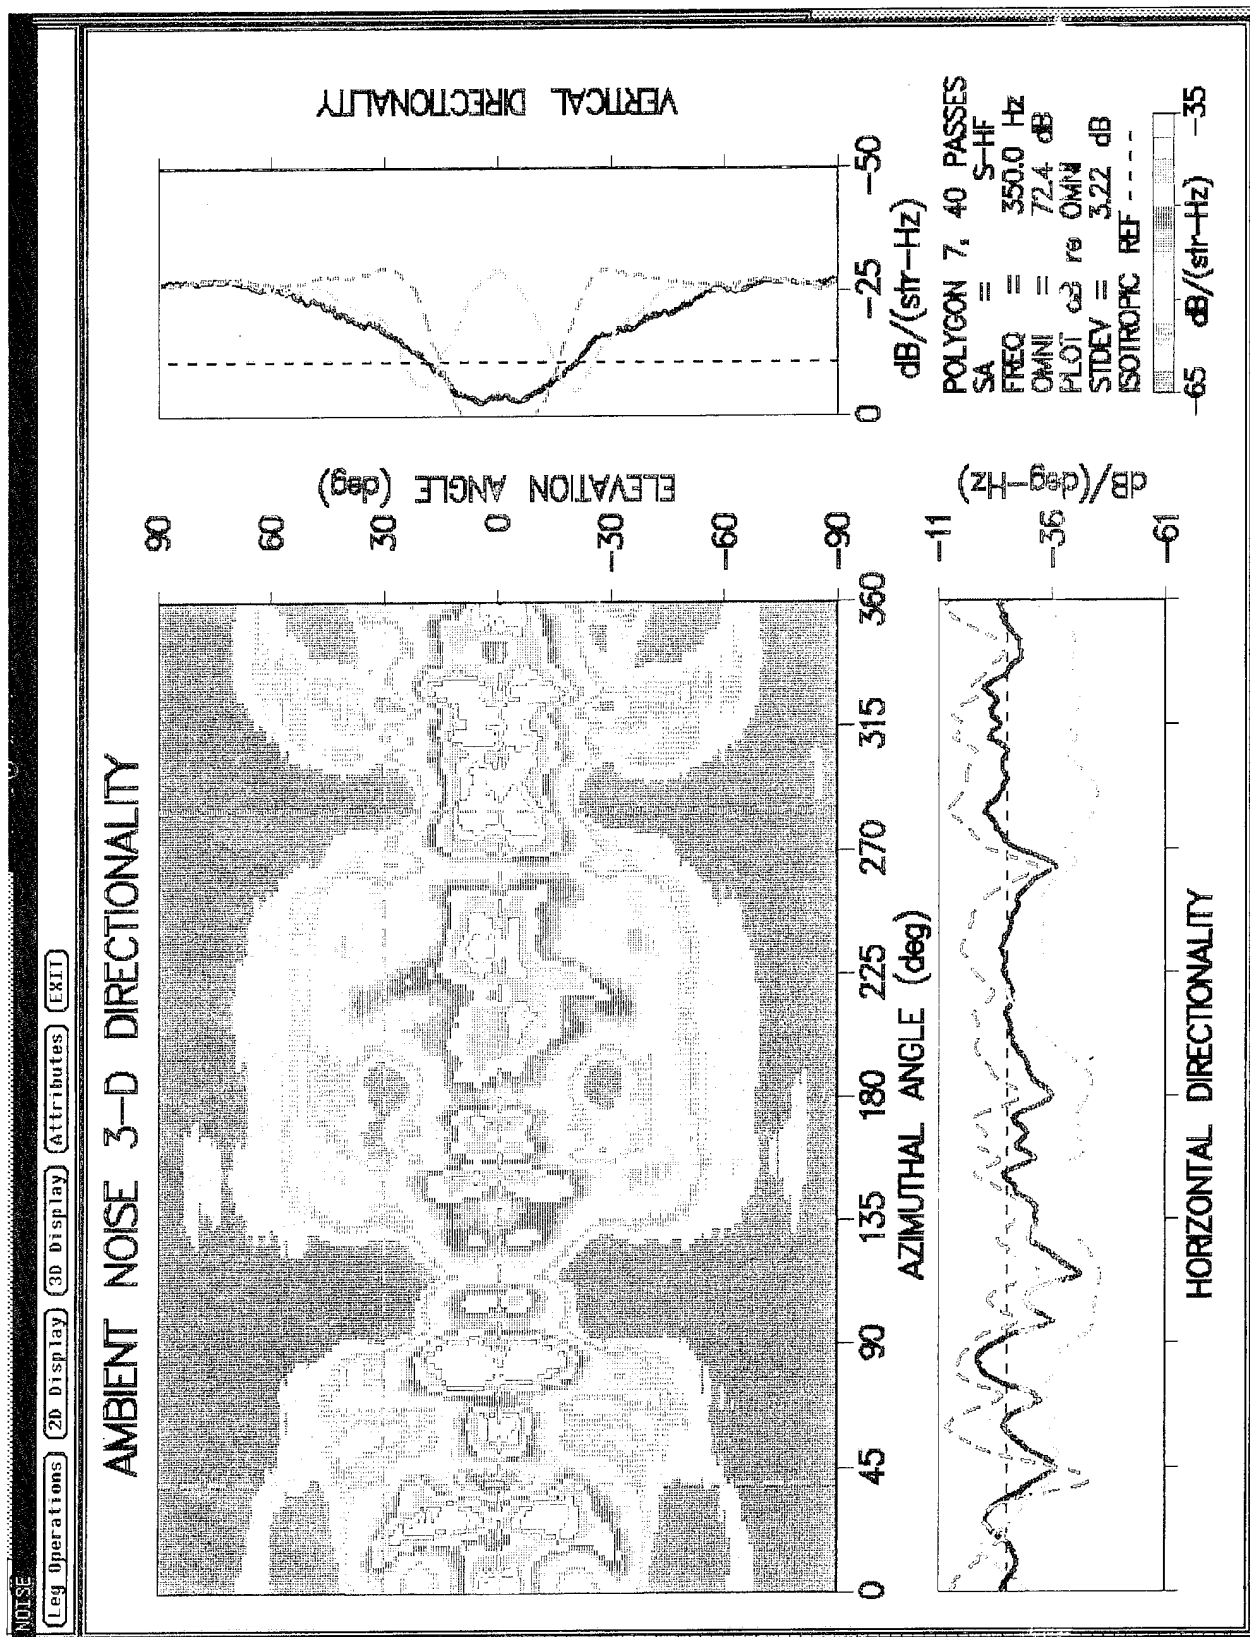 NOISE
Leg Operations 2D Display 3D Display Attributes EXIT
AMBIENT NOISE 3-D DIRECTIONALITY
90
60
30
0
-30
-60
-90
ELEVATION ANGLE (deg)
0 45 90 135 180 225 270 315 360
AZIMUTHAL ANGLE (deg)
VERTICAL DIRECTIONALITY
0 -25 -50
dB/(str-Hz)
POLYGON 7, 40 PASSES
SA = S-HF
FREQ = 350.0 Hz
OMNI = 72.4 dB
PLOT dB re OMNI
STDEV = 3.22 dB
ISOTROPIC REF -----
-65 dB/(str-Hz) -35
-11
-36
-61
dB/(deg-Hz)
HORIZONTAL DIRECTIONALITY